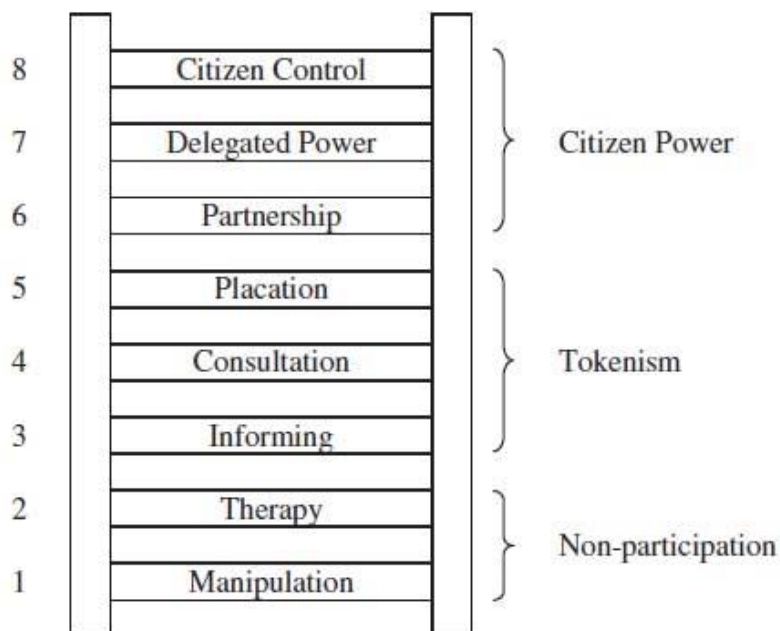 8 Citizen Control
7 Delegated Power Citizen Power
6 Partnership
5 Placation
4 Consultation Tokenism
3 Informing
2 Therapy
Non-participation
1 Manipulation